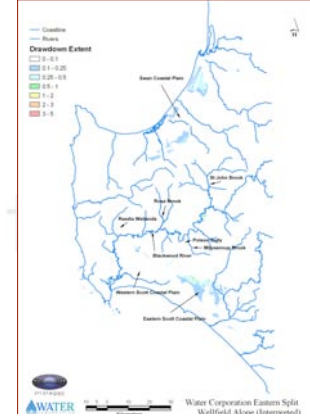 Coastline
Rivers
Drawdown Extent
0 - 0.1
0.1 - 0.25
0.25 - 0.5
0.5 - 1
1 - 2
2 - 3
3 - 5
N
Swan Coastal Plain
St John Brook
Rosa Brook
Reedia Wetlands
Poison Gully
Milyeannup Brook
Blackwood River
Western Scott Coastal Plain
Eastern Scott Coastal Plain
WATER
Kilometers
Water Corporation Eastern Split
Wellfield Alone (Interpreted)